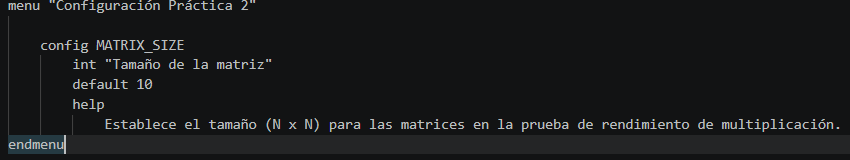 menu "Configuración Práctica 2"
config MATRIX_SIZE
int "Tamaño de la matriz"
default 10
help
Establece el tamaño (N x N) para las matrices en la prueba de rendimiento de multiplicación.
endmenu